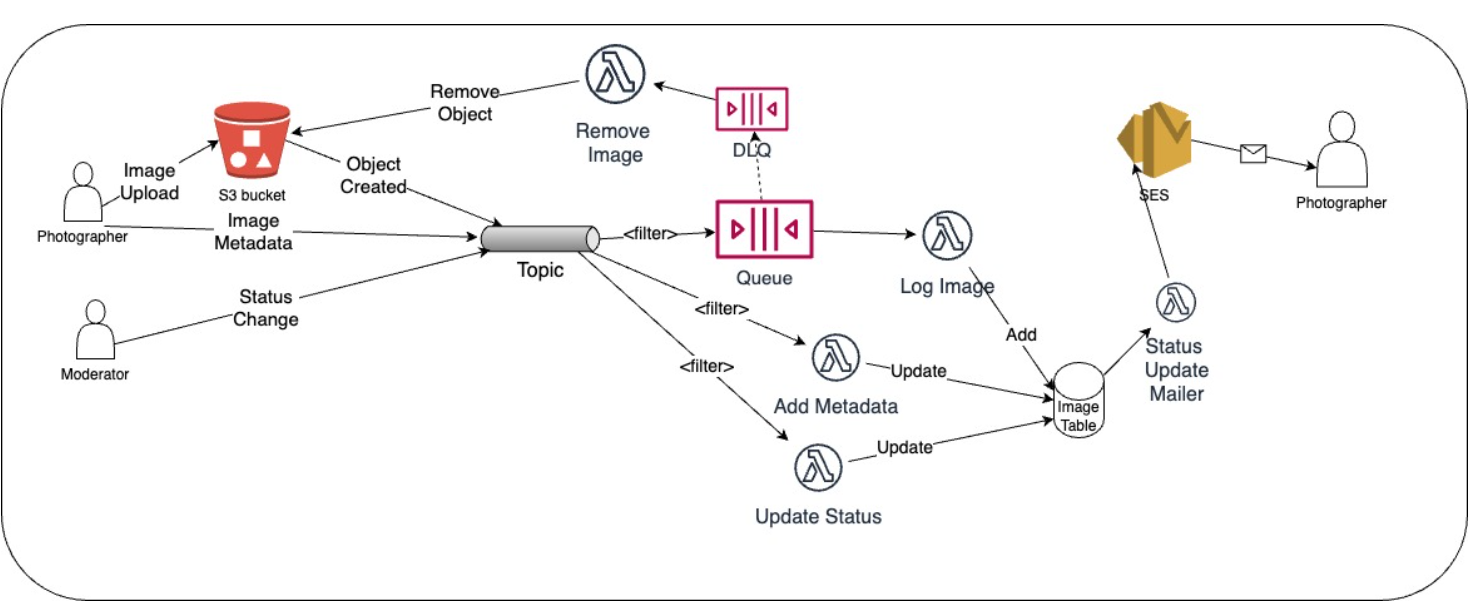 Remove
Object
Remove
Image
DLQ
Image
Upload
S3 bucket
Object
Created
SES
Photographer
Photographer
Image
Metadata
<filter>
Topic
Queue
Log Image
Status
Change
<filter>
Add
Status
Update
Mailer
Moderator
<filter>
Update
Add Metadata
Image
Table
Update
Update Status